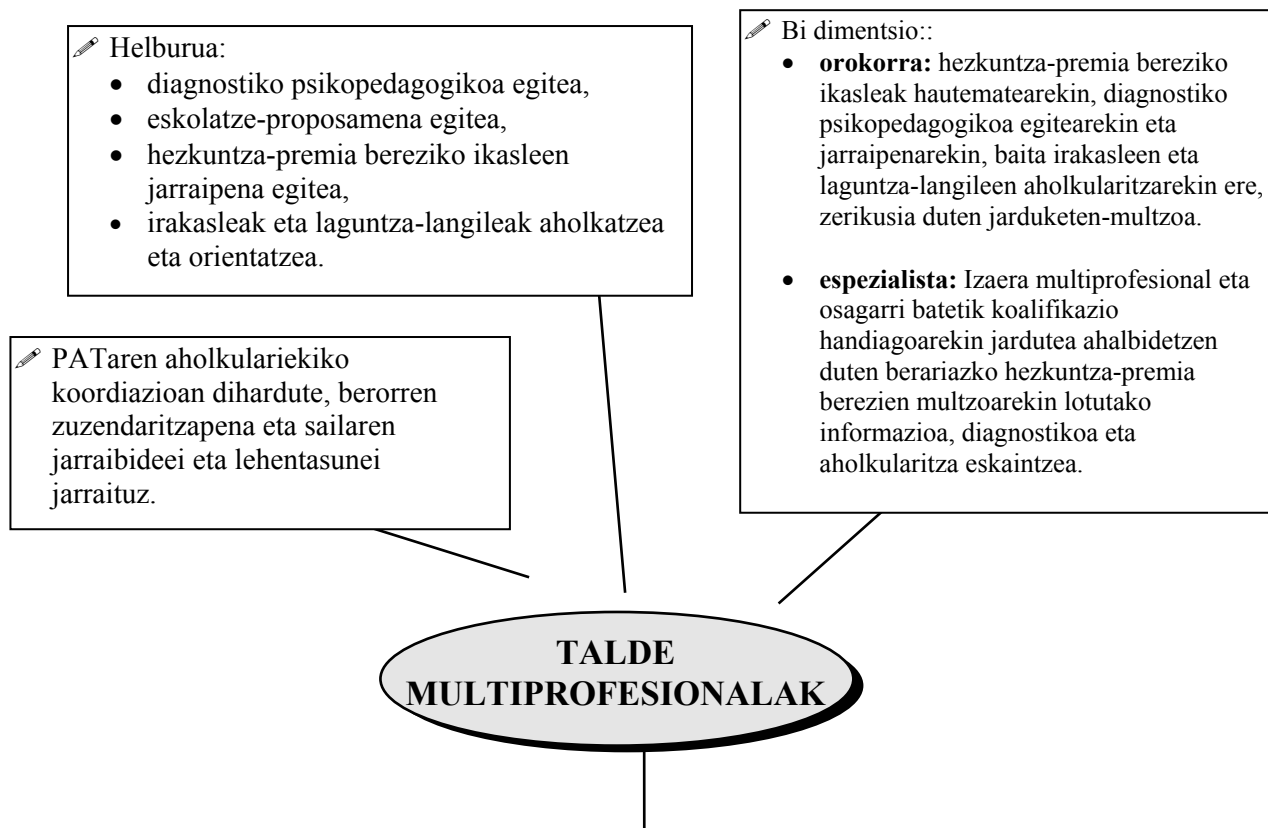 Helburua:
• diagnostiko psikopedagogikoa egitea,
• eskolatze-proposamena egitea,
• hezkuntza-premia bereziko ikasleen
jarraipena egitea,
• irakasleak eta laguntza-langileak aholkatzea
eta orientatzea.
Bi dimentsio::
• orokorra: hezkuntza-premia bereziko
ikasleak hautematearekin, diagnostiko
psikopedagogikoa egitearekin eta
jarraipenarekin, baita irakasleen eta
laguntza-langileen aholkularitzarekin ere,
zerikusia duten jarduketen-multzoa.
• espezialista: Izaera multiprofesional eta
osagarri batetik koalifikazio
handiagoarekin jardutea ahalbidetzen
duten berariazko hezkuntza-premia
berezien multzoarekin lotutako
informazioa, diagnostikoa eta
aholkularitza eskaintzea.
PATaren aholkulariekiko
koordiazioan dihardute, berorren
zuzendaritzapena eta sailaren
jarraibideei eta lehentasunei
jarraituz.
TALDE
MULTIPROFESIONALAK